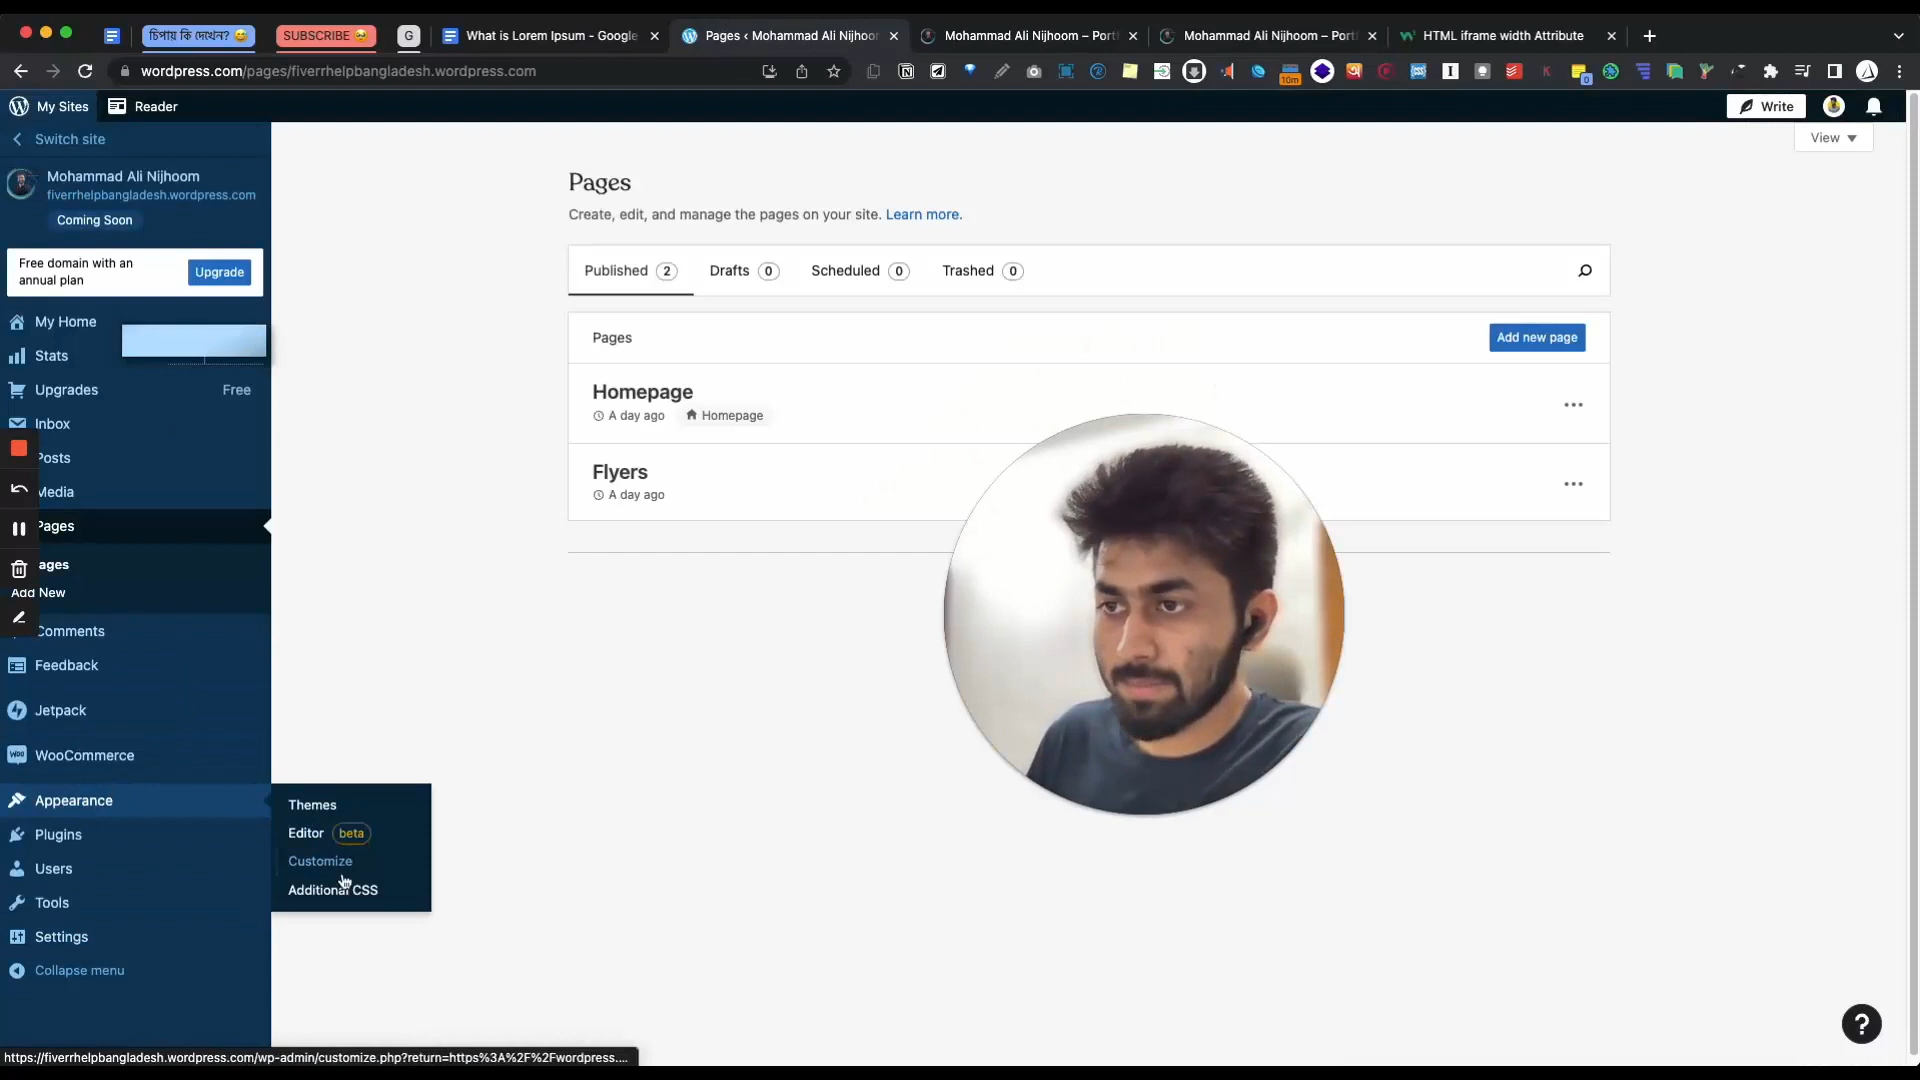 চিপায় কি দেখেন? 😅
SUBSCRIBE 🥺
G
What is Lorem Ipsum - Google
Pages ‹ Mohammad Ali Nijhoom
Mohammad Ali Nijhoom – Portf
Mohammad Ali Nijhoom – Portf
HTML iframe width Attribute
wordpress.com/pages/fiverrhelpbangladesh.wordpress.com
10m
0
My Sites
Reader
Write
Switch site
View
Mohammad Ali Nijhoom
fiverrhelpbangladesh.wordpress.com
Coming Soon
Free domain with an
annual plan
Upgrade
My Home
Stats
Upgrades
Free
Inbox
Posts
Media
Pages
ages
Add New
Comments
Feedback
Jetpack
WooCommerce
Appearance
Plugins
Users
Tools
Settings
Collapse menu
Themes
Editor beta
Customize
Additional CSS
Pages
Create, edit, and manage the pages on your site. Learn more.
Published 2
Drafts 0
Scheduled 0
Trashed 0
Pages
Add new page
Homepage
A day ago
Homepage
Flyers
A day ago
?
https://fiverrhelpbangladesh.wordpress.com/wp-admin/customize.php?return=https%3A%2F%2Fwordpress....